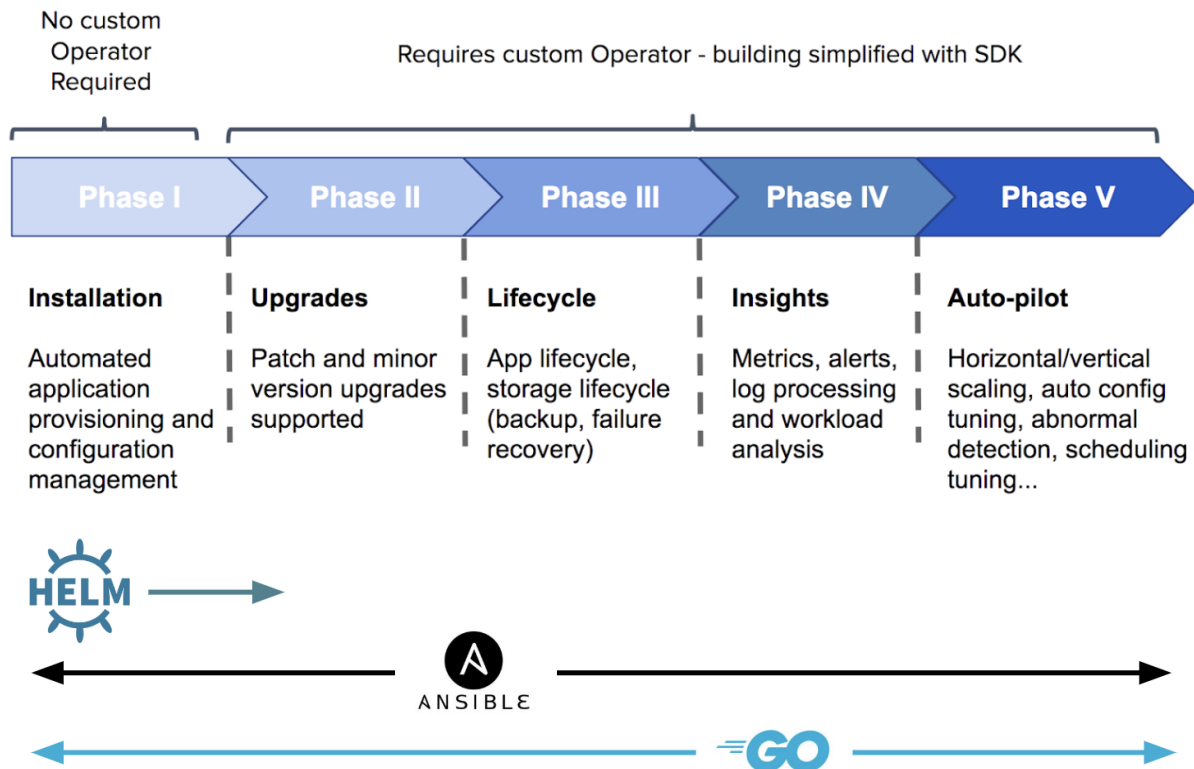 No custom
Operator
Required
Requires custom Operator - building simplified with SDK
Phase I
Phase II
Phase III
Phase IV
Phase V
Installation
Automated
application
provisioning and
configuration
management
Upgrades
Patch and minor
version upgrades
supported
Lifecycle
App lifecycle,
storage lifecycle
(backup, failure
recovery)
Insights
Metrics, alerts,
log processing
and workload
analysis
Auto-pilot
Horizontal/vertical
scaling, auto config
tuning, abnormal
detection, scheduling
tuning...
HELM
ANSIBLE
GO